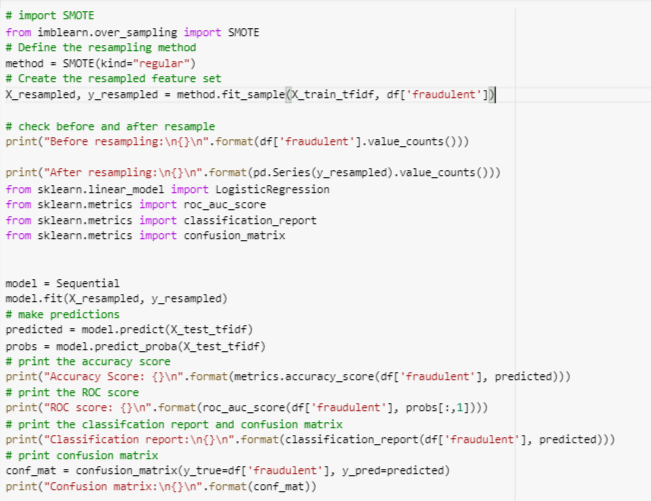 # import SMOTE
from imblearn.over_sampling import SMOTE
# Define the resampling method
method = SMOTE(kind="regular")
# Create the resampled feature set
X_resampled, y_resampled = method.fit_sample(X_train_tfidf, df['fraudulent'])
# check before and after resample
print("Before resampling:\n{}\n".format(df['fraudulent'].value_counts()))
print("After resampling:\n{}\n".format(pd.Series(y_resampled).value_counts()))
from sklearn.linear_model import LogisticRegression
from sklearn.metrics import roc_auc_score
from sklearn.metrics import classification_report
from sklearn.metrics import confusion_matrix
model = Sequential
model.fit(X_resampled, y_resampled)
# make predictions
predicted = model.predict(X_test_tfidf)
probs = model.predict_proba(X_test_tfidf)
# print the accuracy score
print("Accuracy Score: {}\n".format(metrics.accuracy_score(df['fraudulent'], predicted)))
# print the ROC score
print("ROC score: {}\n".format(roc_auc_score(df['fraudulent'], probs[:,1])))
# print the classifcation report and confusion matrix
print("Classification report:\n{}\n".format(classification_report(df['fraudulent'], predicted)))
# print confusion matrix
conf_mat = confusion_matrix(y_true=df['fraudulent'], y_pred=predicted)
print("Confusion matrix:\n{}\n".format(conf_mat))